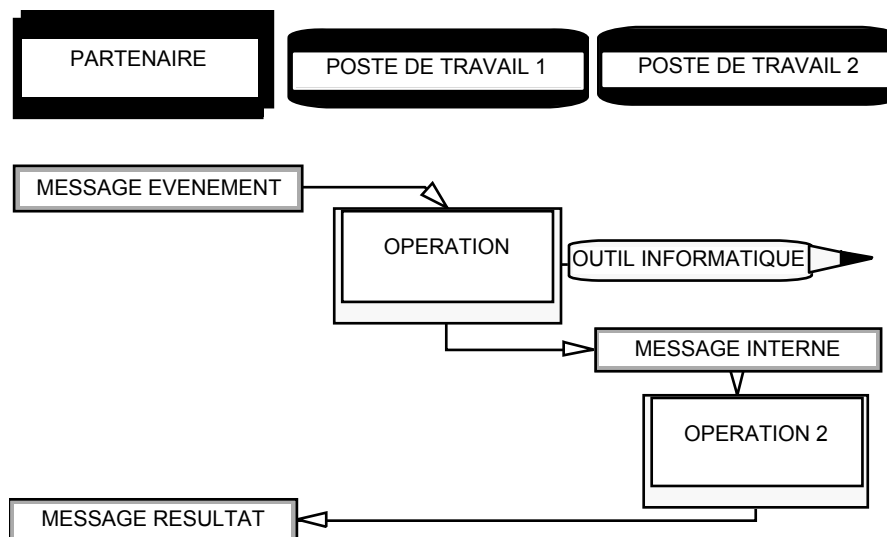 PARTENAIRE
POSTE DE TRAVAIL 1
POSTE DE TRAVAIL 2
MESSAGE EVENEMENT
OPERATION
OUTIL INFORMATIQUE
MESSAGE INTERNE
OPERATION 2
MESSAGE RESULTAT